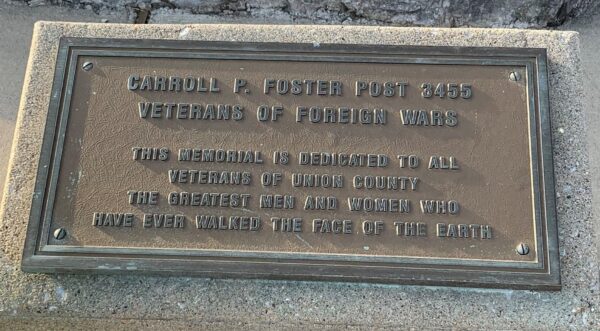 CARROLL P. FOSTER POST 3455
VETERANS OF FOREIGN WARS
THIS MEMORIAL IS DEDICATED TO ALL
VETERANS OF UNION COUNTY
THE GREATEST MEN AND WOMEN WHO
HAVE EVER WALKED THE FACE OF THE EARTH